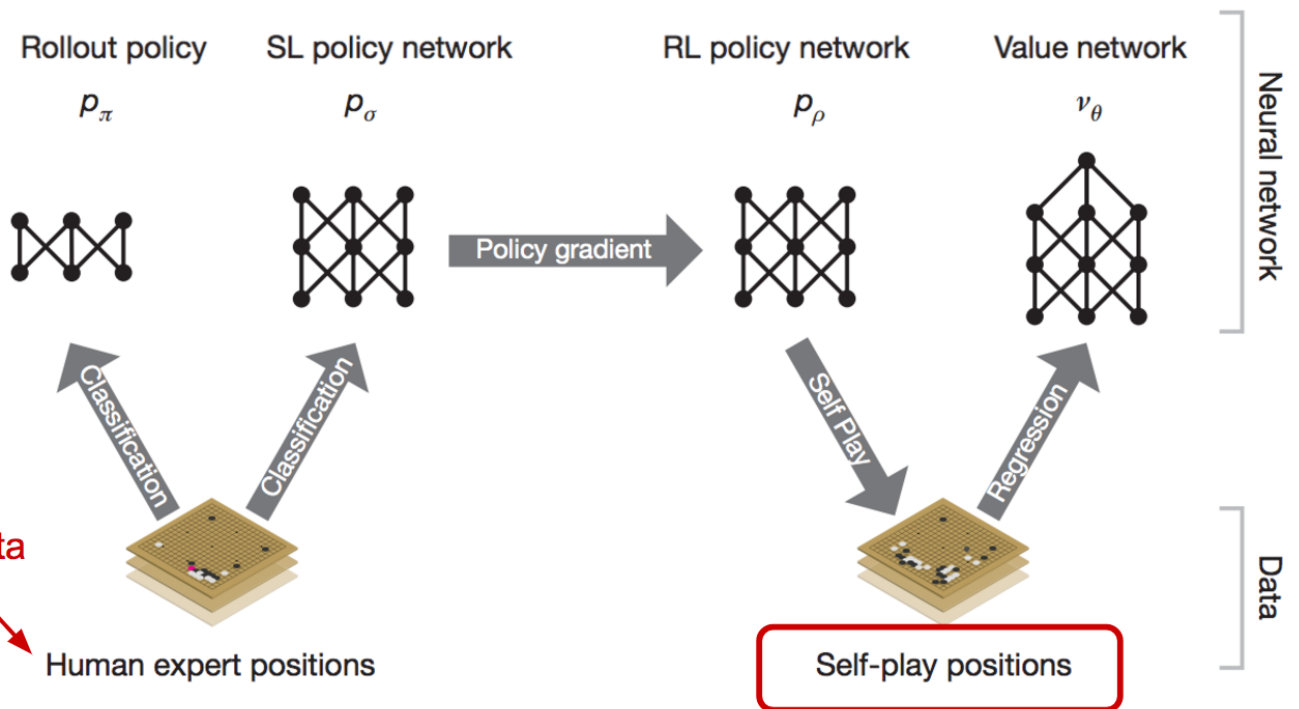 Rollout policy
SL policy network
RL policy network
Value network
pπ
pσ
pρ
νθ
Neural network
Policy gradient
Classification
Classification
Self Play
Regression
Data
Human expert positions
Self-play positions